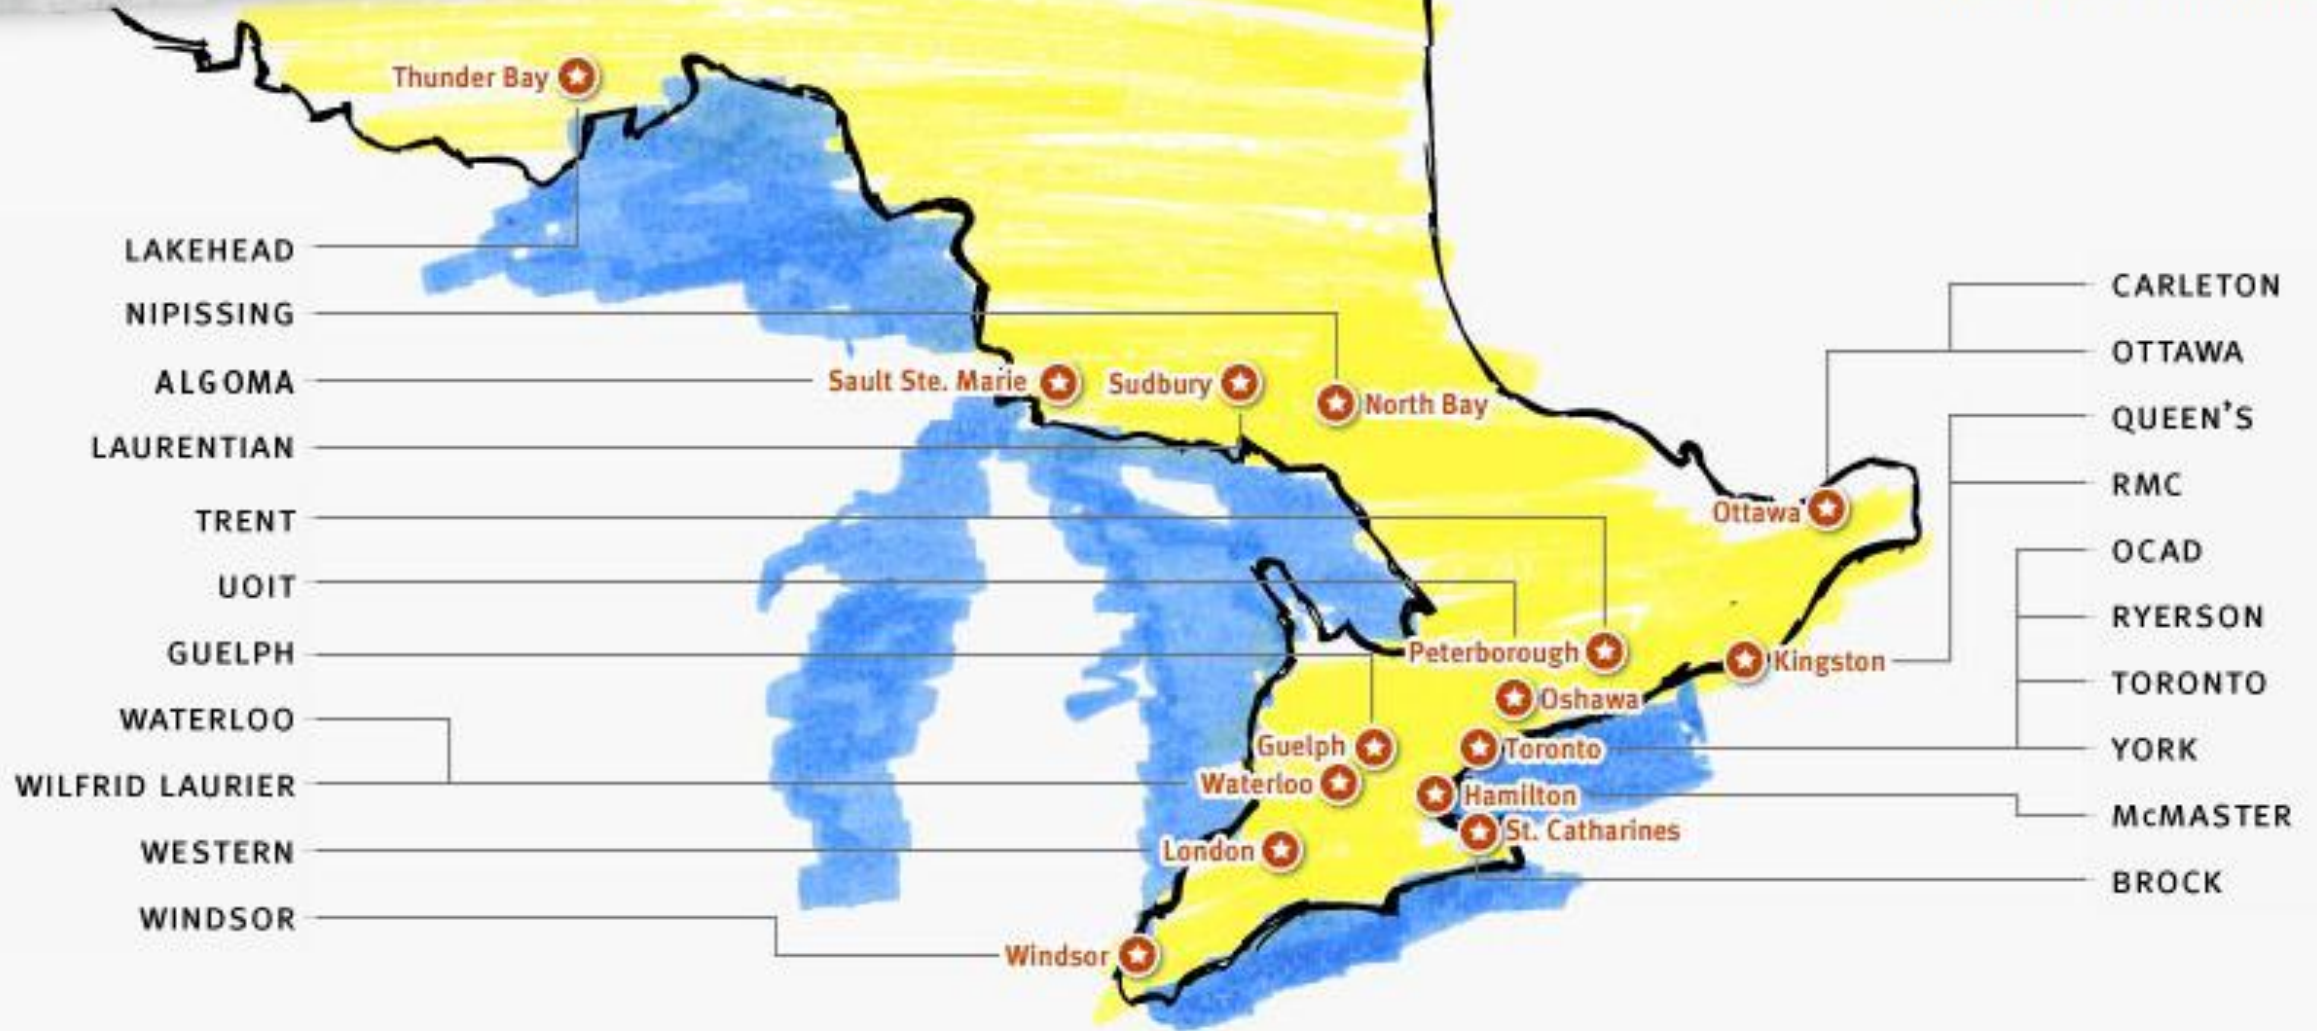 Thunder Bay
LAKEHEAD
NIPISSING
ALGOMA
LAURENTIAN
TRENT
UOIT
GUELPH
WATERLOO
WILFRID LAURIER
WESTERN
WINDSOR
Sault Ste. Marie
Sudbury
North Bay
Ottawa
Peterborough
Kingston
Oshawa
Guelph
Toronto
Waterloo
Hamilton
St. Catharines
London
Windsor
CARLETON
OTTAWA
QUEEN'S
RMC
OCAD
RYERSON
TORONTO
YORK
McMASTER
BROCK